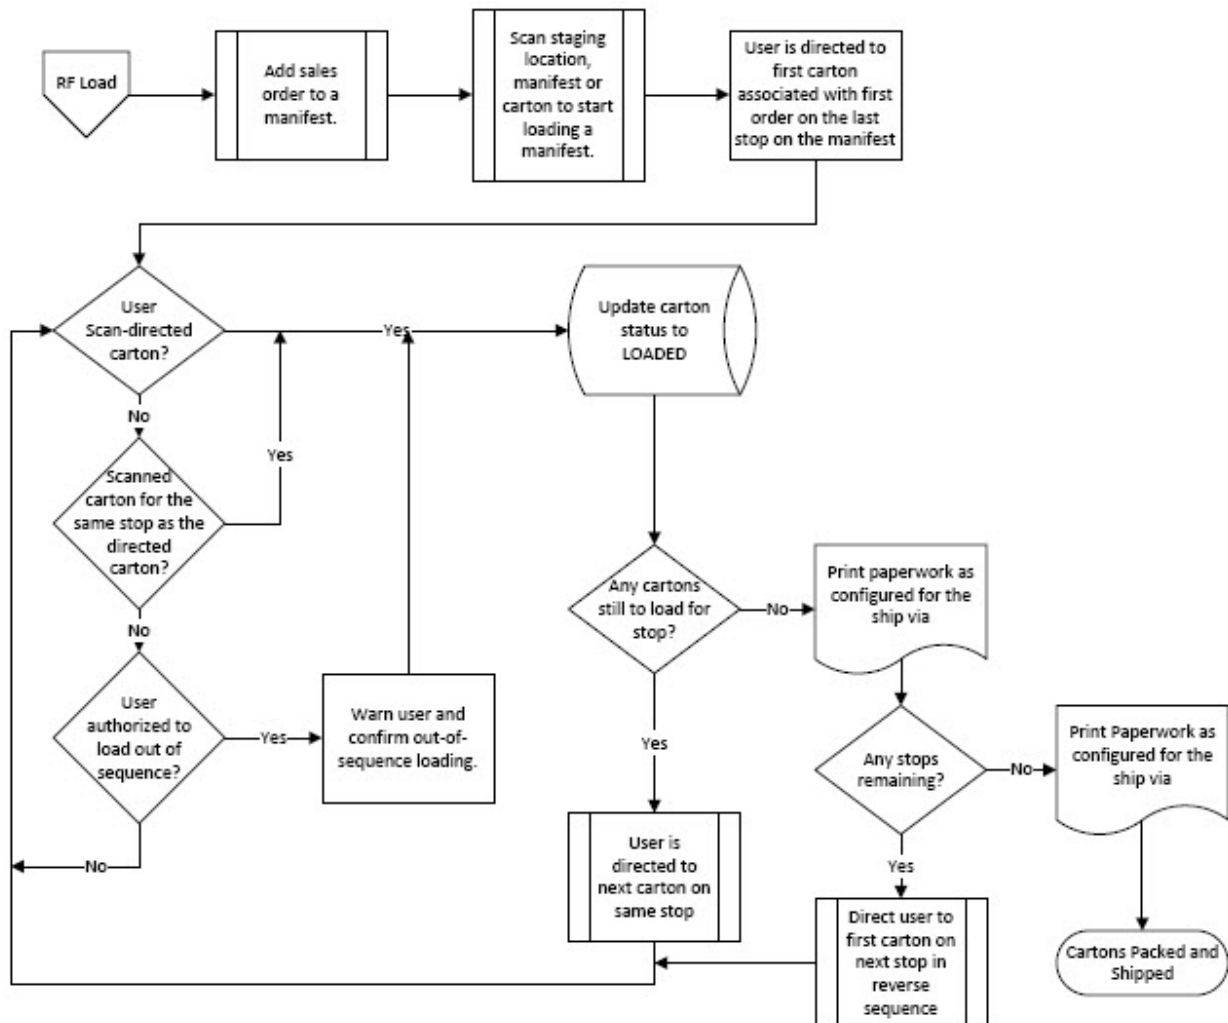 RF Load
Add sales
order to a
manifest.
Scan staging
location,
manifest or
carton to start
loading a
manifest.
User is directed to
first carton
associated with first
order on the last
stop on the manifest
User
Scan-directed
carton?
Yes
Update carton
status to
LOADED
No
Scanned
carton for the
same stop as the
directed
carton?
Yes
No
User
authorized to
load out of
sequence?
Yes
Warn user and
confirm out-of-
sequence loading.
No
Any cartons
still to load for
stop?
No
Print paperwork as
configured for the
ship via
Yes
User is
directed to
next carton on
same stop
Any stops
remaining?
No
Print Paperwork as
configured for the
ship via
Yes
Direct user to
first carton on
next stop in
reverse
sequence
Cartons Packed and
Shipped